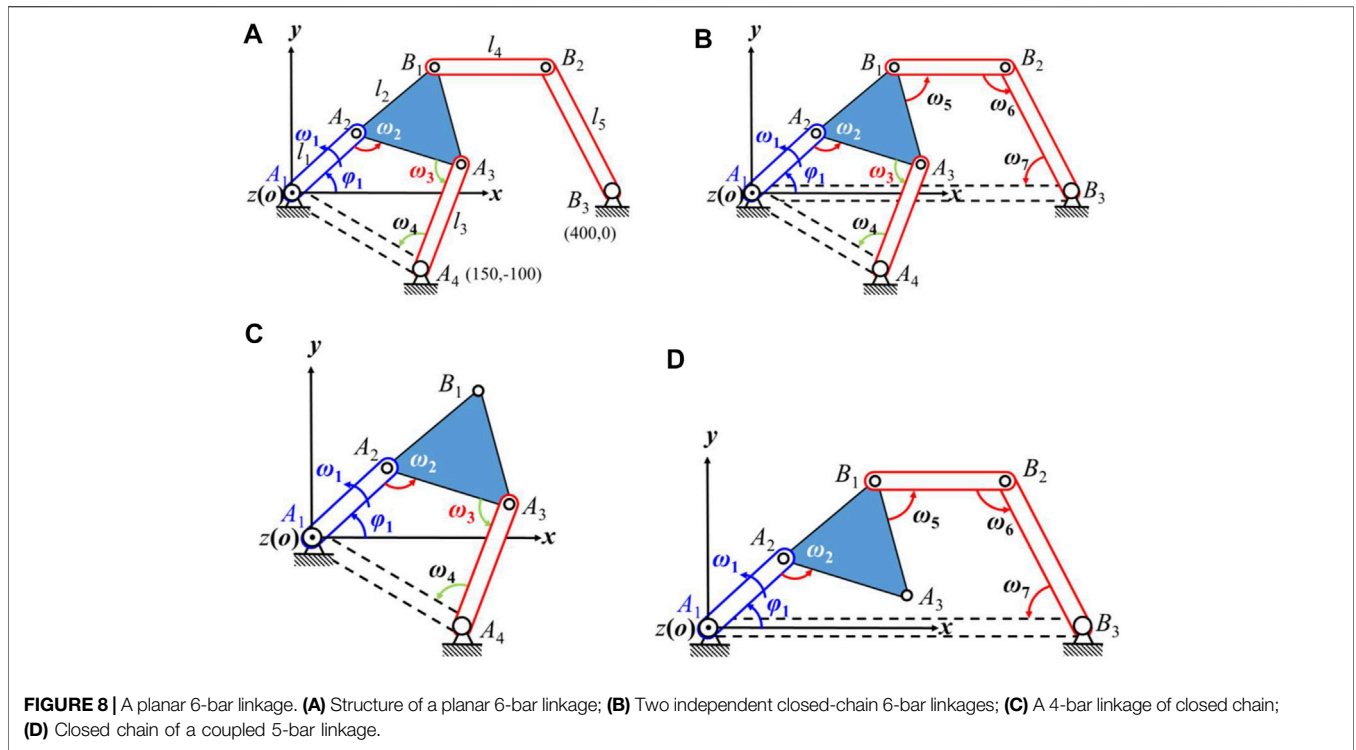 A
y
B₁
l₄
B₂
l₂
l₅
A₂
ω₁
ω₂
l₁
A₁
φ₁
ω₃
A₃
z(o)
x
B₃
(400,0)
ω₄
l₃
A₄ (150,-100)
B
y
B₁
B₂
ω₅
ω₆
A₂
ω₁
ω₂
ω₇
A₁
φ₁
ω₃
A₃
z(o)
x
B₃
ω₄
A₄
C
y
B₁
A₂
ω₂
ω₁
A₁
φ₁
ω₃
A₃
z(o)
x
ω₄
A₄
D
y
B₁
B₂
ω₅
ω₆
A₂
ω₂
ω₁
ω₇
A₁
φ₁
A₃
z(o)
x
B₃
FIGURE 8 | A planar 6-bar linkage. (A) Structure of a planar 6-bar linkage; (B) Two independent closed-chain 6-bar linkages; (C) A 4-bar linkage of closed chain;
(D) Closed chain of a coupled 5-bar linkage.